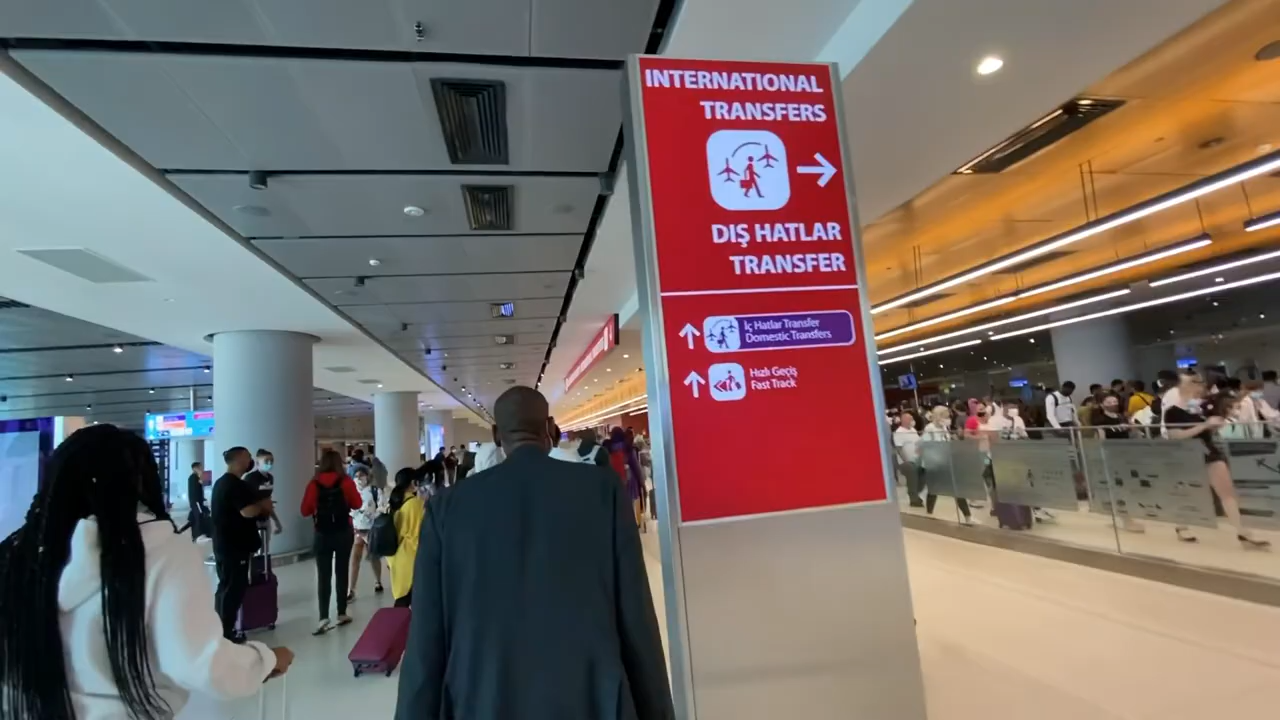 INTERNATIONAL
TRANSFERS
DIŞ HATLAR
TRANSFER
İç Hatlar Transfer
Domestic Transfers
Hızlı Geçiş
Fast Track